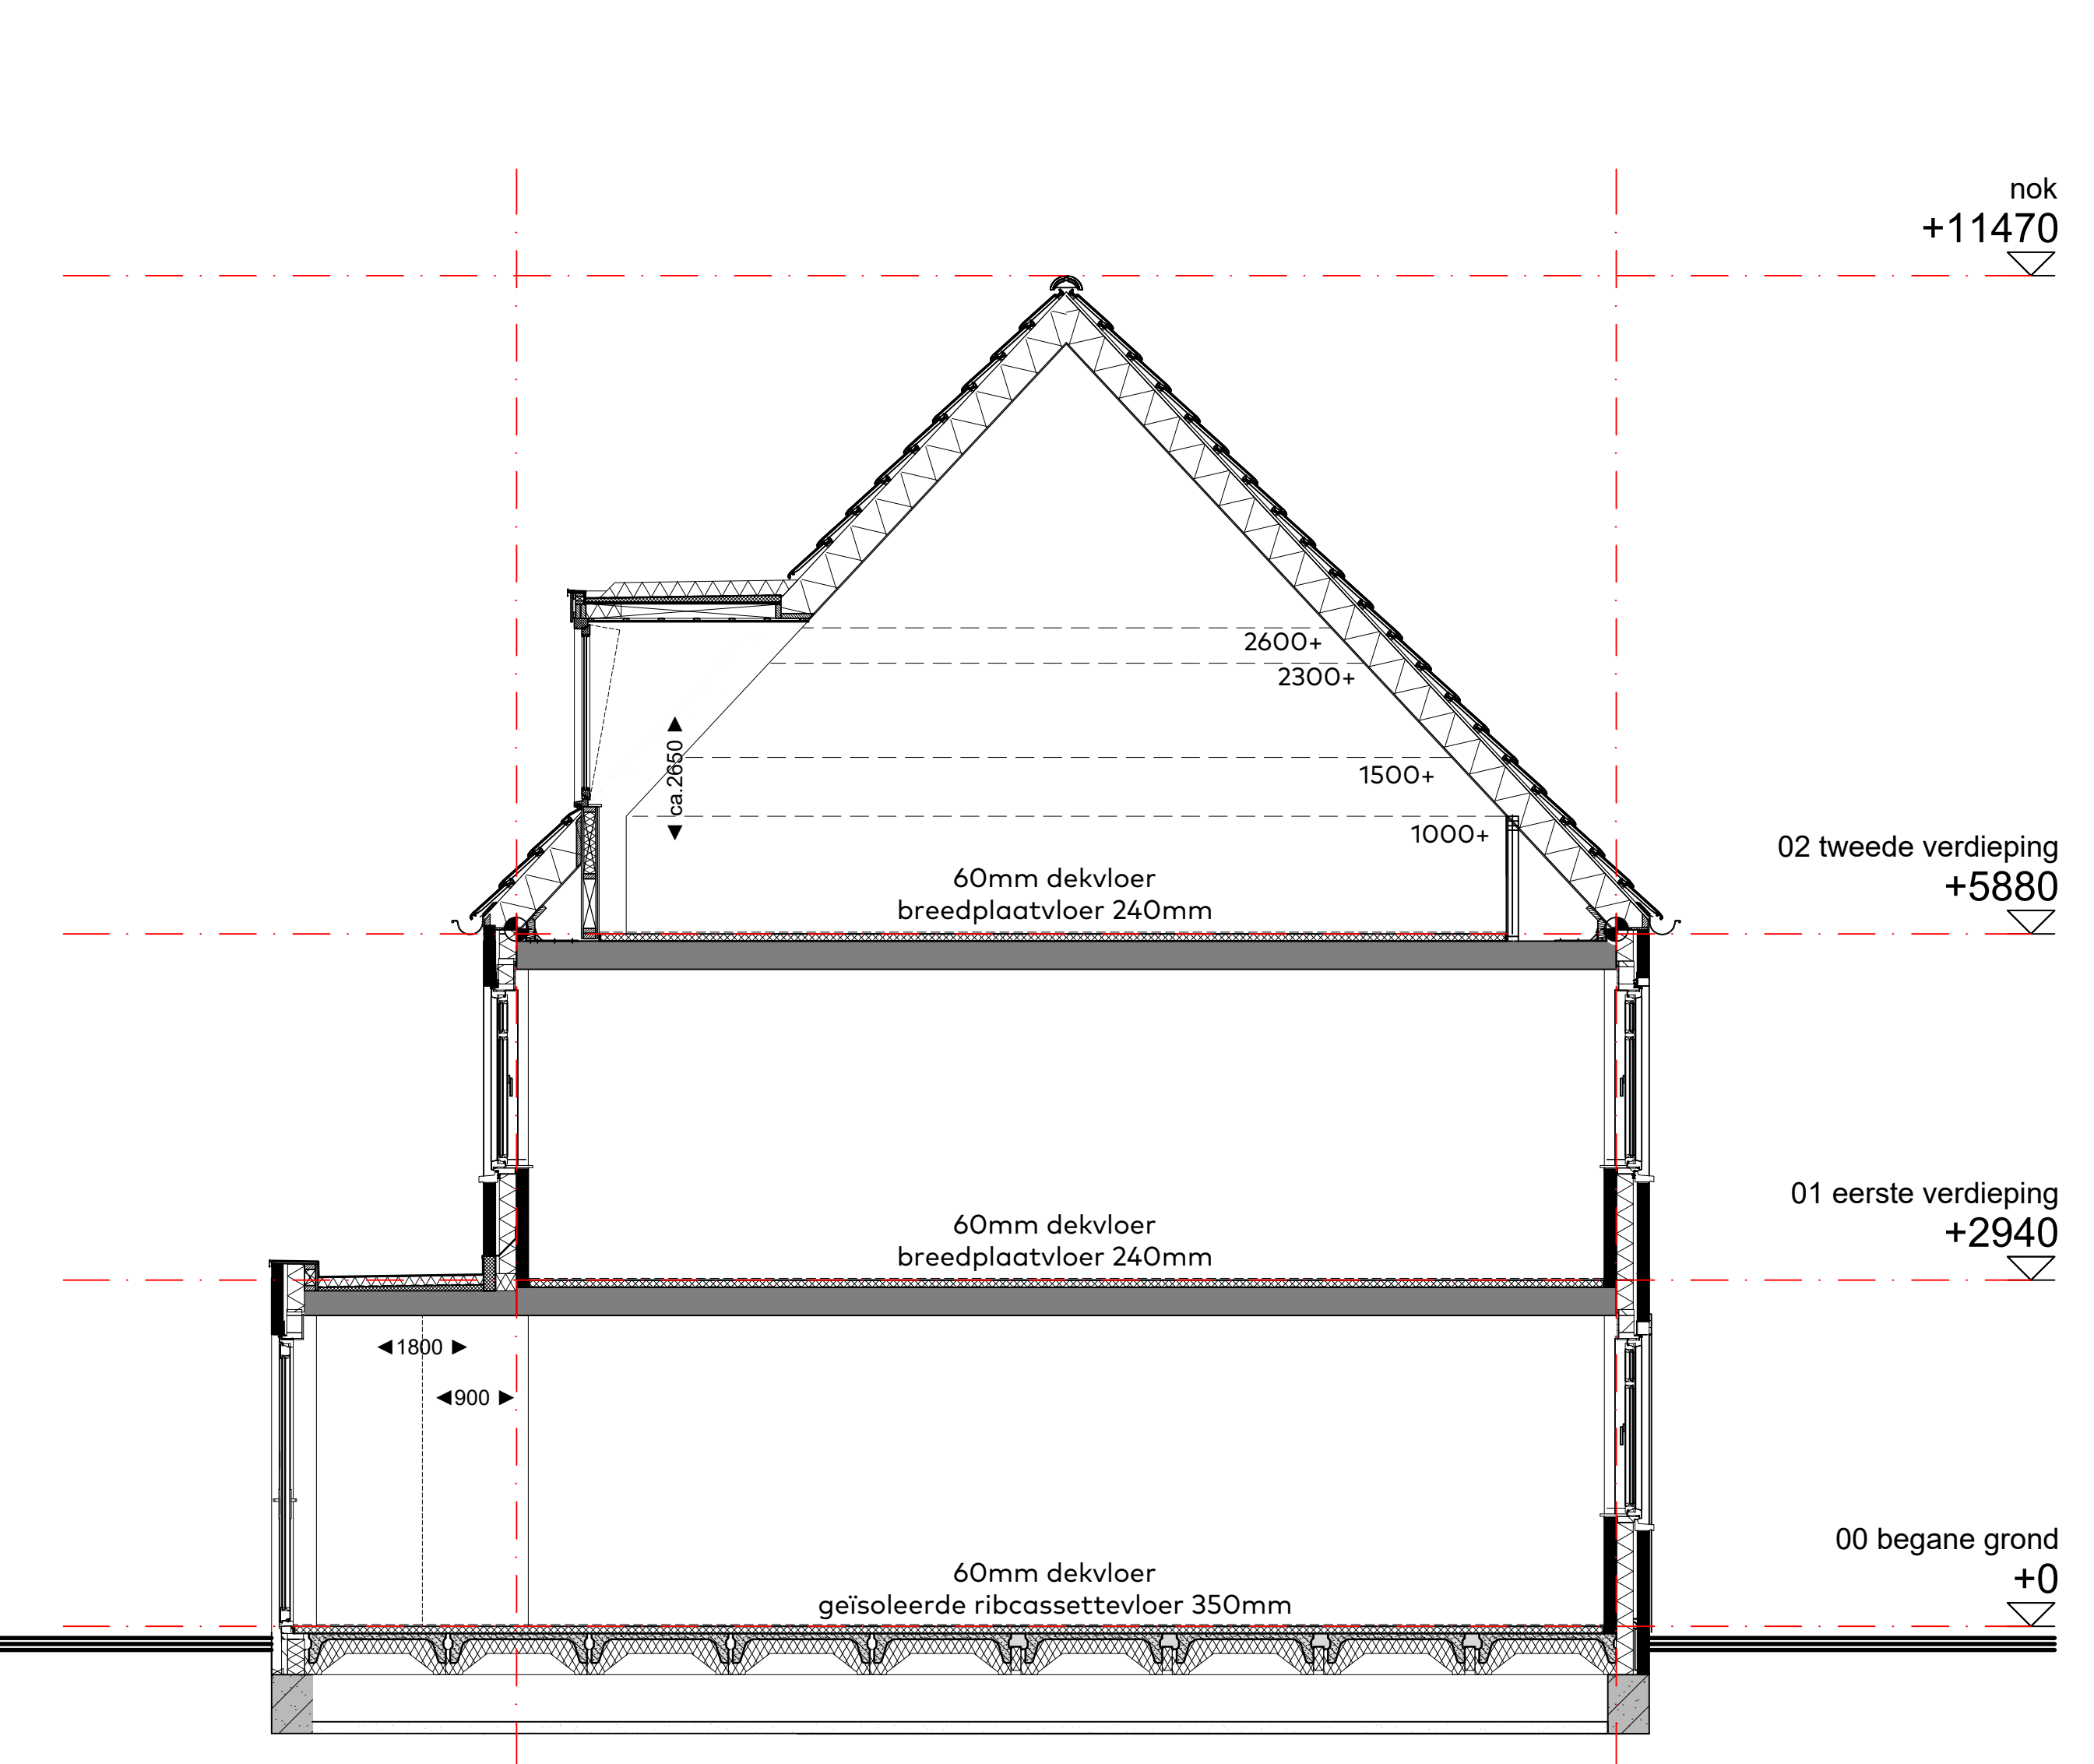 nok
+11470
2600+
2300+
ca.2650
1500+
1000+
02 tweede verdieping
+5880
60mm dekvloer
breedplaatvloer 240mm
01 eerste verdieping
+2940
60mm dekvloer
breedplaatvloer 240mm
1800
900
00 begane grond
+0
60mm dekvloer
geïsoleerde ribcassettevloer 350mm